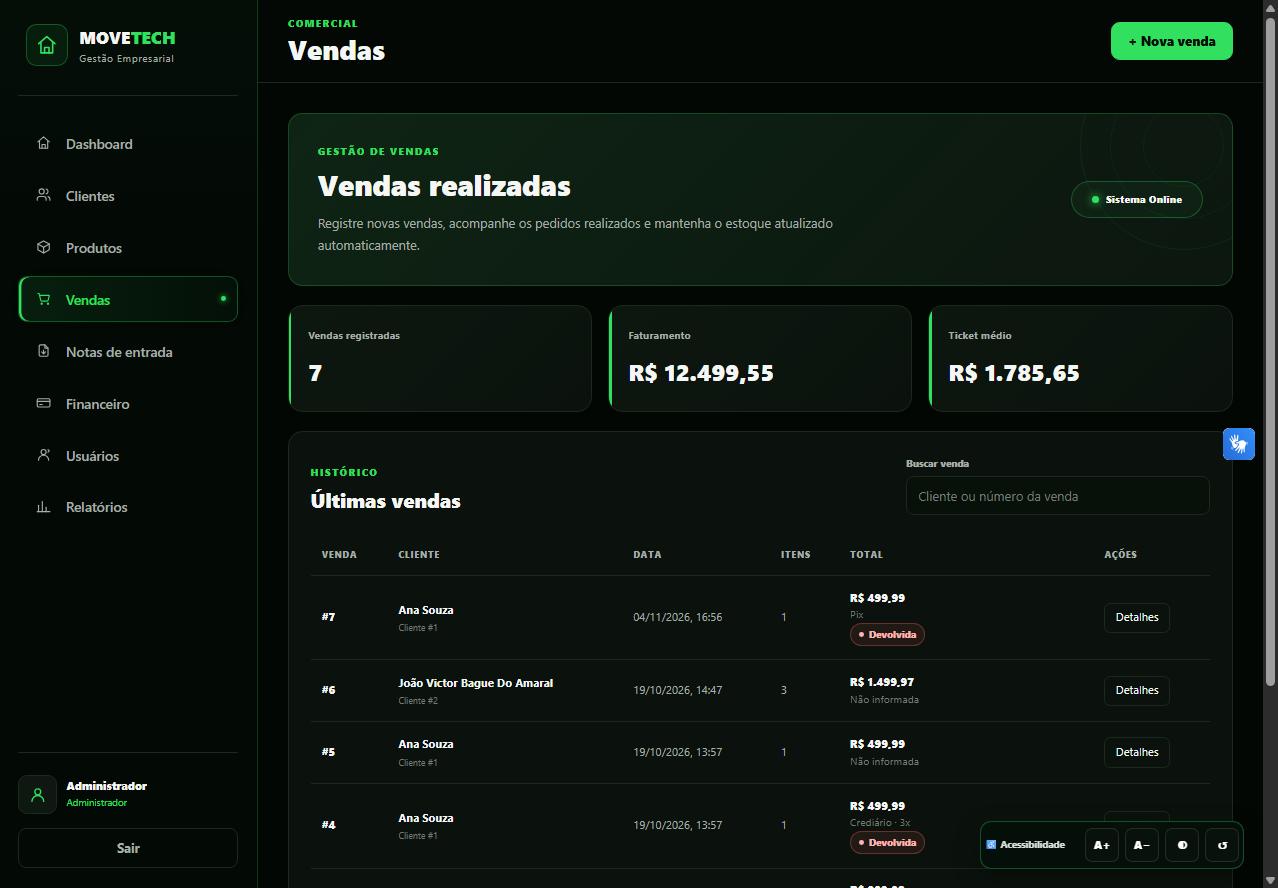 MOVETECH
Gestão Empresarial
Dashboard
Clientes
Produtos
Vendas
Notas de entrada
Financeiro
Usuários
Relatórios
Administrador
Administrador
Sair
COMERCIAL
Vendas
+ Nova venda
GESTÃO DE VENDAS
Vendas realizadas
Registre novas vendas, acompanhe os pedidos realizados e mantenha o estoque atualizado
automaticamente.
Sistema Online
Vendas registradas
7
Faturamento
R$ 12.499,55
Ticket médio
R$ 1.785,65
HISTÓRICO
Últimas vendas
Buscar venda
Cliente ou número da venda
VENDA CLIENTE DATA ITENS TOTAL AÇÕES
#7 Ana Souza Cliente #1 04/11/2026, 16:56 1 R$ 499,99 Pix Devolvida Detalhes
#6 João Victor Bague Do Amaral Cliente #2 19/10/2026, 14:47 3 R$ 1.499,97 Não informada Detalhes
#5 Ana Souza Cliente #1 19/10/2026, 13:57 1 R$ 499,99 Não informada Detalhes
#4 Ana Souza Cliente #1 19/10/2026, 13:57 1 R$ 499,99 Crediário · 3x Devolvida
Acessibilidade A+ A− ↺